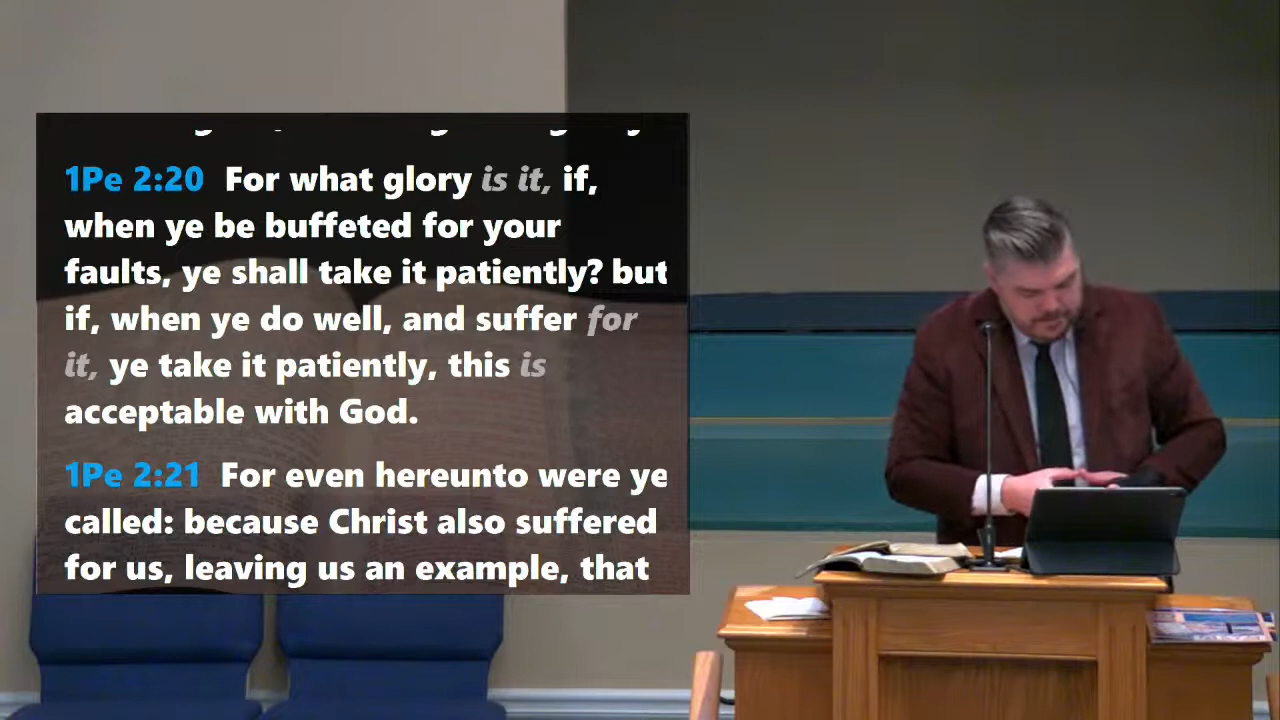 1Pe 2:20 For what glory is it, if,
when ye be buffeted for your
faults, ye shall take it patiently? but
if, when ye do well, and suffer for
it, ye take it patiently, this is
acceptable with God.
1Pe 2:21 For even hereunto were ye
called: because Christ also suffered
for us, leaving us an example, that